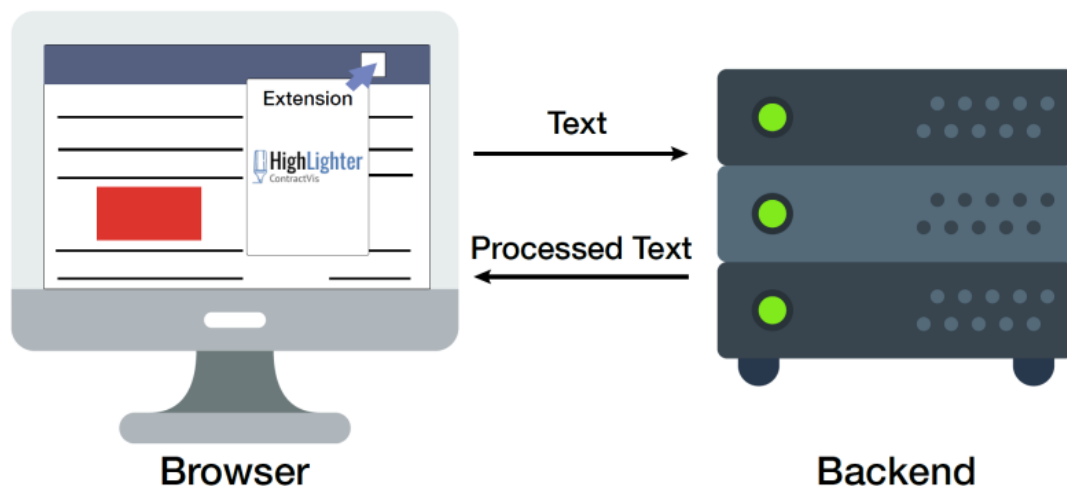 Extension
HighLighter
ContractVis
Text
Processed Text
Browser
Backend